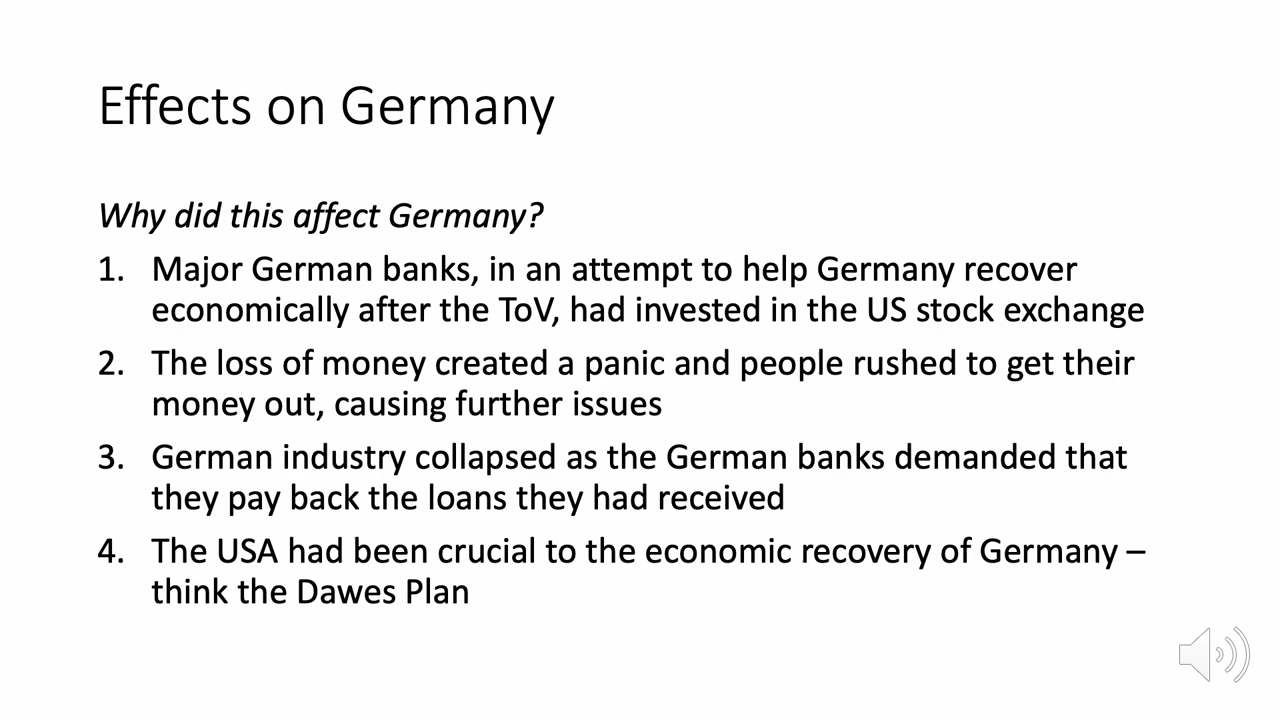 Effects on Germany
Why did this affect Germany?
1. Major German banks, in an attempt to help Germany recover
economically after the ToV, had invested in the US stock exchange
2. The loss of money created a panic and people rushed to get their
money out, causing further issues
3. German industry collapsed as the German banks demanded that
they pay back the loans they had received
4. The USA had been crucial to the economic recovery of Germany –
think the Dawes Plan